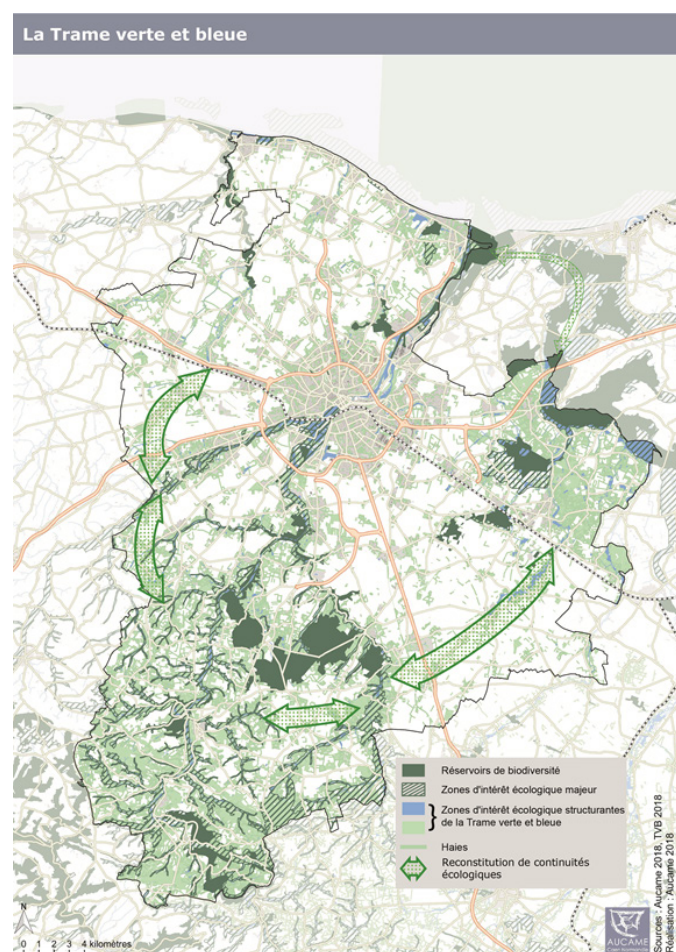 La Trame verte et bleue
Réservoirs de biodiversité
Zones d'intérêt écologique majeur
Zones d'intérêt écologique structurantes
de la Trame verte et bleue
Haies
Reconstitution de continuités
écologiques
N
0 1 2 3 4 kilomètres
AUCAME
Sources : Aucame 2018, TVB 2018
Réalisation : Aucame 2018